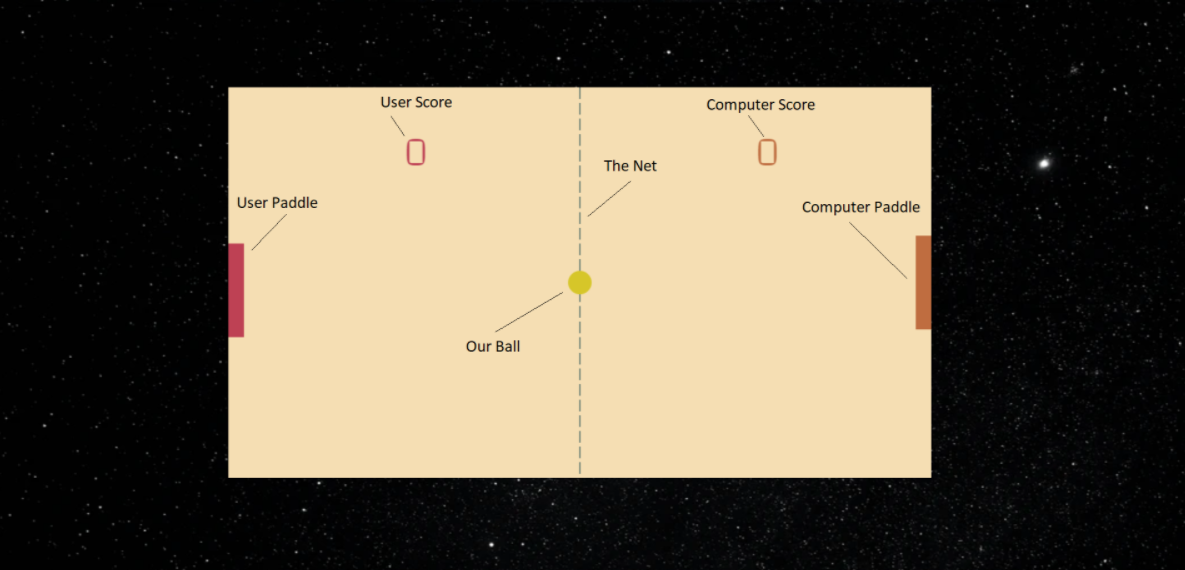 User Score
Computer Score
0
0
The Net
User Paddle
Computer Paddle
Our Ball